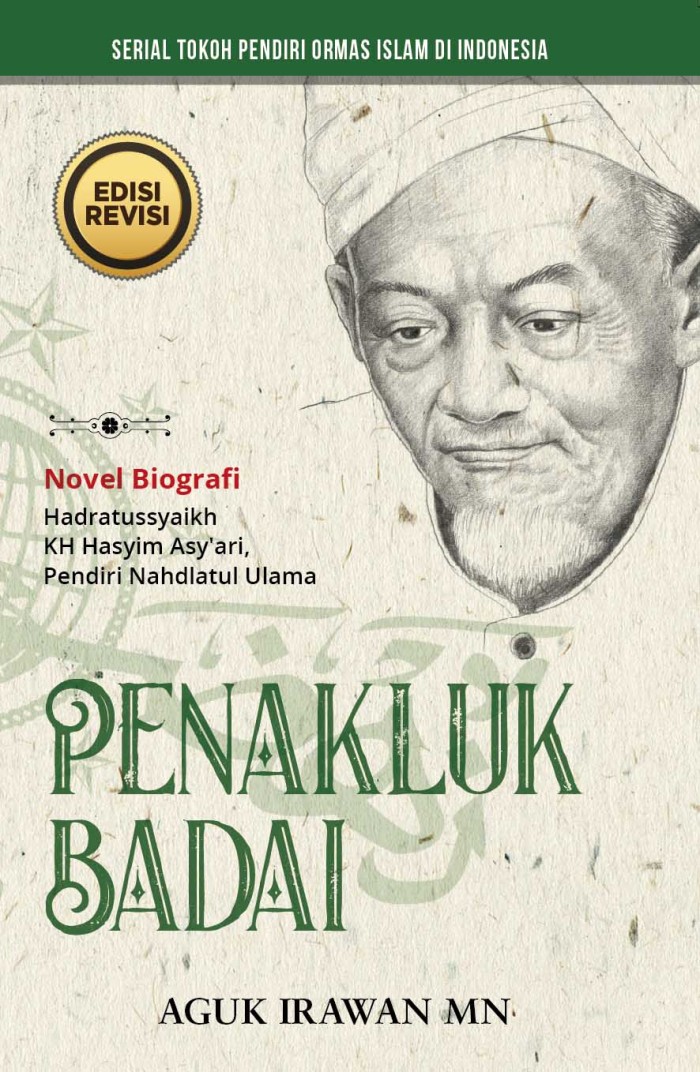 SERIAL TOKOH PENDIRI ORMAS ISLAM DI INDONESIA
EDISI
REVISI
Novel Biografi
Hadratussyaikh
KH Hasyim Asy'ari,
Pendiri Nahdlatul Ulama
PENAKLUK
BADAI
AGUK IRAWAN MN